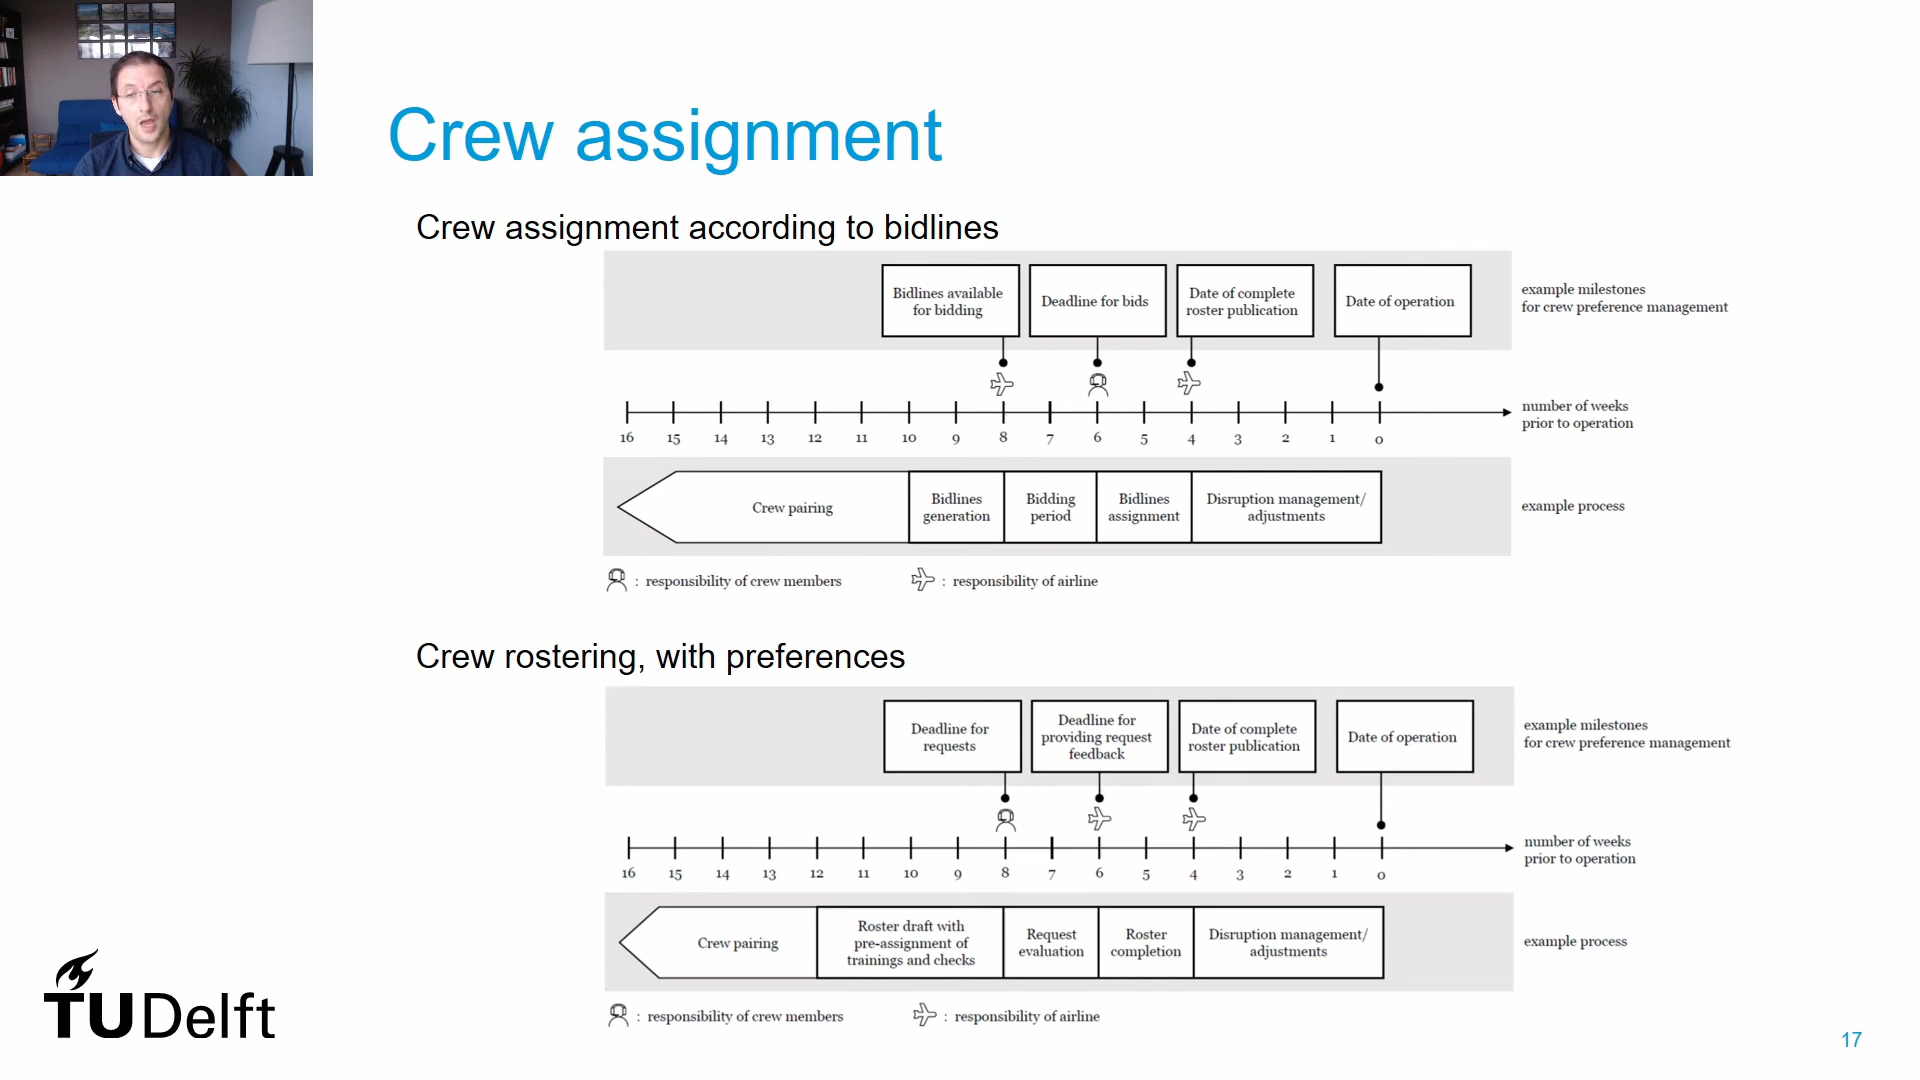 Crew assignment
Crew assignment according to bidlines
Bidlines available
for bidding
Deadline for bids
Date of complete
roster publication
Date of operation
example milestones
for crew preference management
16 15 14 13 12 11 10 9 8 7 6 5 4 3 2 1 0
number of weeks
prior to operation
Crew pairing
Bidlines
generation
Bidding
period
Bidlines
assignment
Disruption management/
adjustments
example process
: responsibility of crew members
: responsibility of airline
Crew rostering, with preferences
Deadline for
requests
Deadline for
providing request
feedback
Date of complete
roster publication
Date of operation
example milestones
for crew preference management
16 15 14 13 12 11 10 9 8 7 6 5 4 3 2 1 0
number of weeks
prior to operation
Crew pairing
Roster draft with
pre-assignment of
trainings and checks
Request
evaluation
Roster
completion
Disruption management/
adjustments
example process
: responsibility of crew members
: responsibility of airline
TUDelft
17